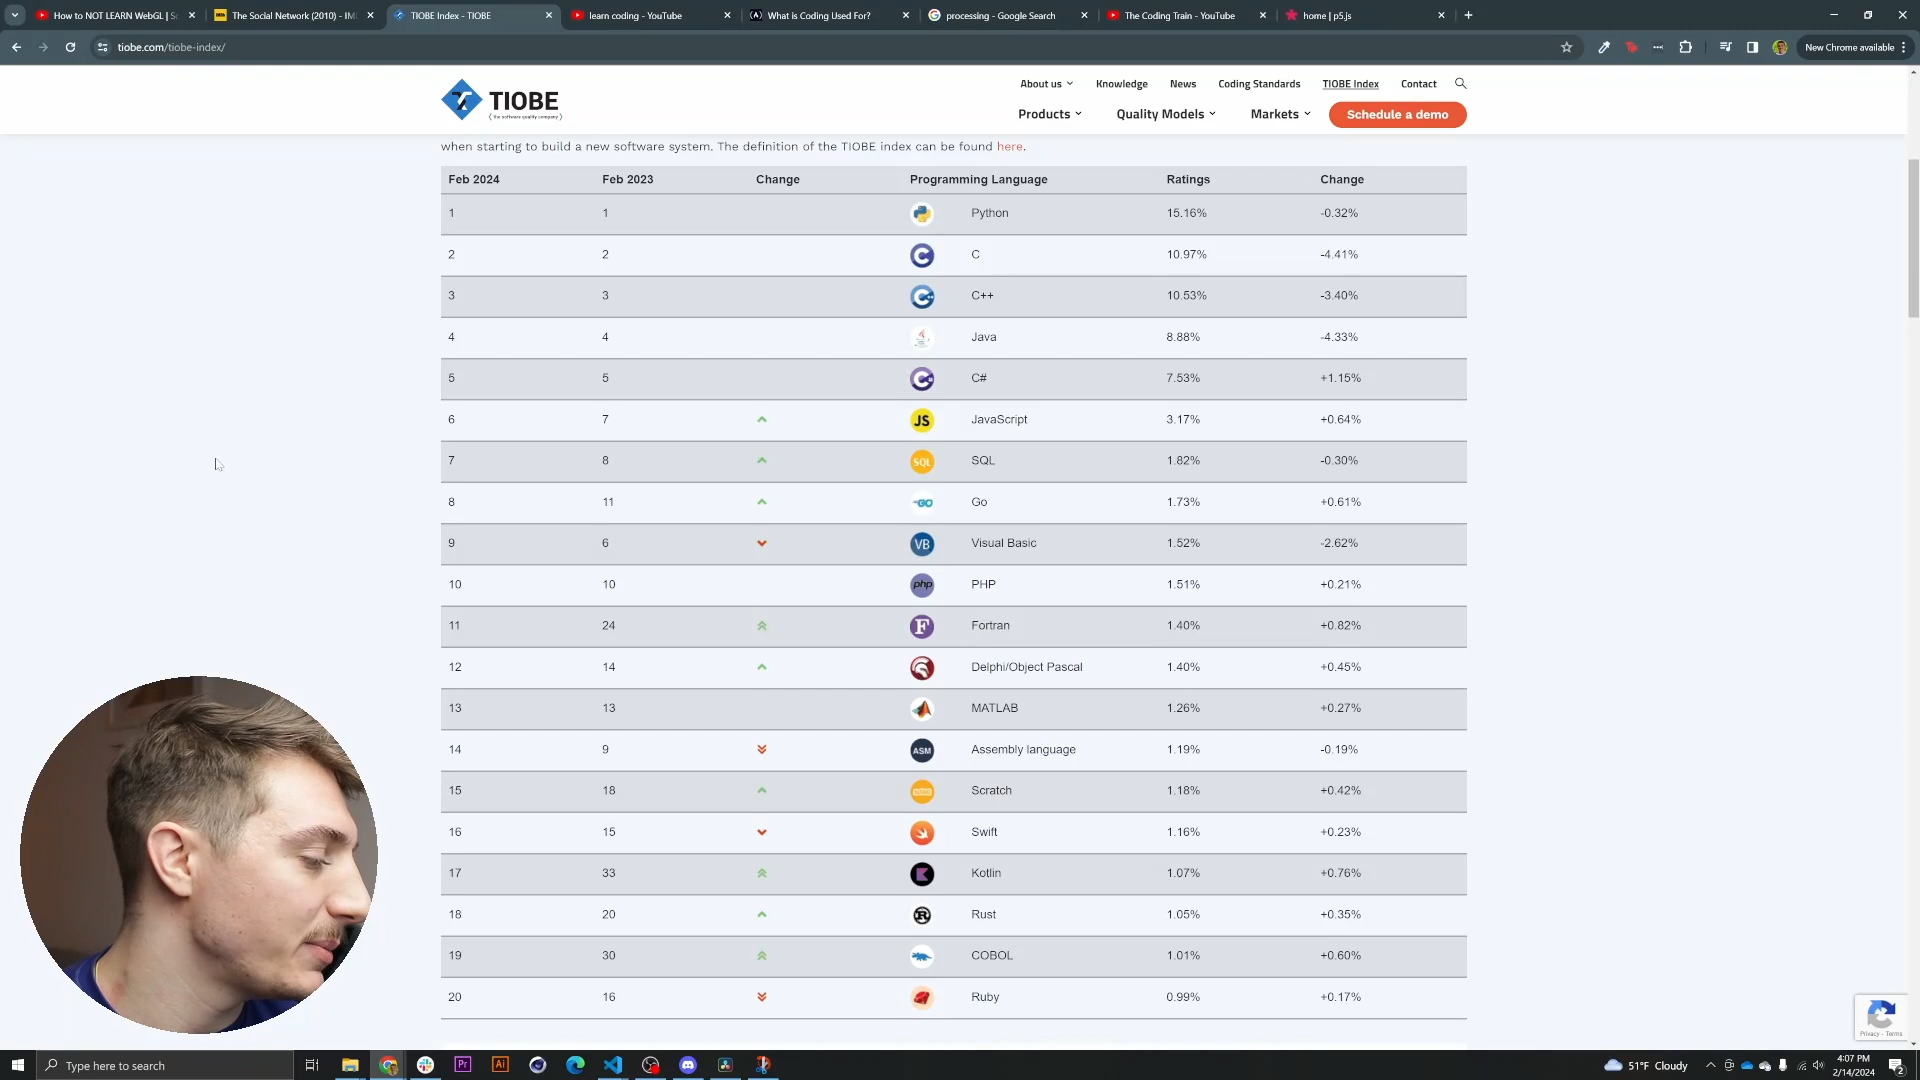 How to NOT LEARN WebGL | Sc
The Social Network (2010) - IM
TIOBE Index - TIOBE
learn coding - YouTube
What is Coding Used For?
processing - Google Search
The Coding Train - YouTube
home | p5.js
tiobe.com/tiobe-index/
New Chrome available
TIOBE
( the software quality company )
About us
Knowledge
News
Coding Standards
TIOBE Index
Contact
Products
Quality Models
Markets
Schedule a demo
when starting to build a new software system. The definition of the TIOBE index can be found here.
Feb 2024 Feb 2023 Change Programming Language Ratings Change
1 1 Python 15.16% -0.32%
2 2 C 10.97% -4.41%
3 3 C++ 10.53% -3.40%
4 4 Java 8.88% -4.33%
5 5 C# 7.53% +1.15%
6 7 JS JavaScript 3.17% +0.64%
7 8 SQL SQL 1.82% -0.30%
8 11 GO Go 1.73% +0.61%
9 6 VB Visual Basic 1.52% -2.62%
10 10 php PHP 1.51% +0.21%
11 24 F Fortran 1.40% +0.82%
12 14 Delphi/Object Pascal 1.40% +0.45%
13 13 MATLAB 1.26% +0.27%
14 9 ASM Assembly language 1.19% -0.19%
15 18 Scratch 1.18% +0.42%
16 15 Swift 1.16% +0.23%
17 33 Kotlin 1.07% +0.76%
18 20 R Rust 1.05% +0.35%
19 30 COBOL 1.01% +0.60%
20 16 Ruby 0.99% +0.17%
Privacy - Terms
Type here to search
Pr
Ai
51°F Cloudy
4:07 PM
2/14/2024
2